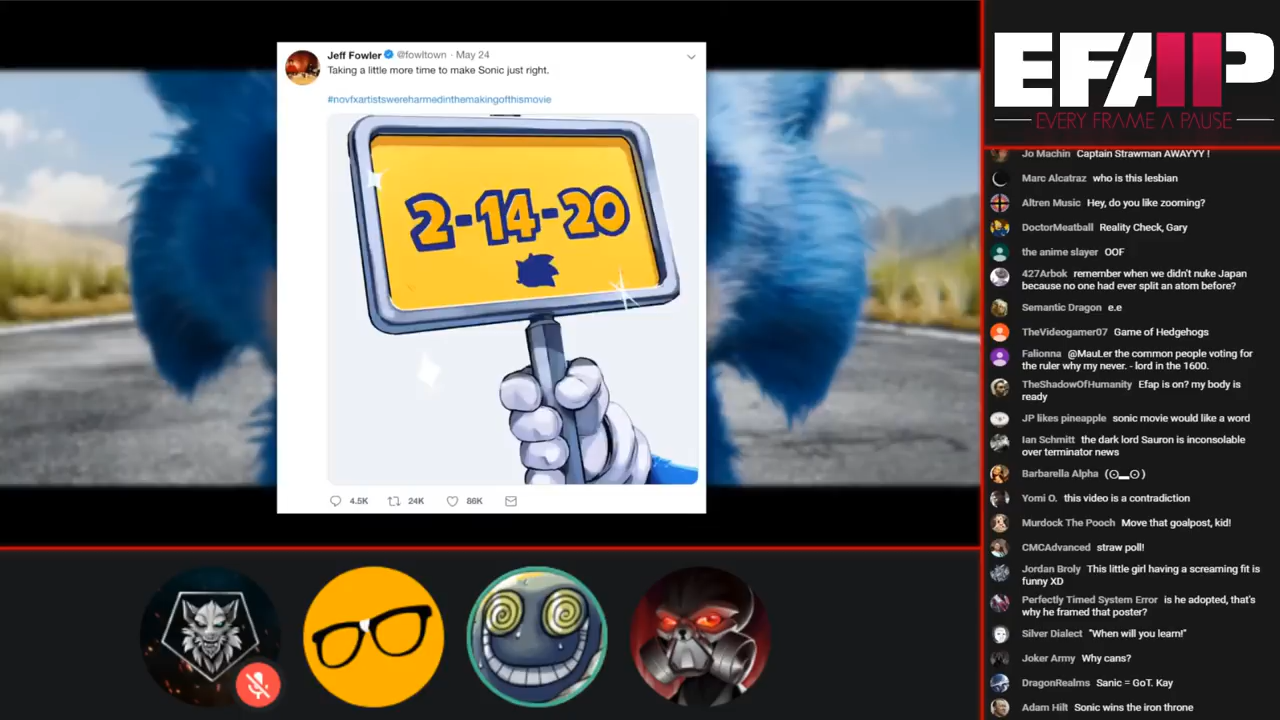 Jeff Fowler @fowltown · May 24
Taking a little more time to make Sonic just right.
#novfxartistswereharmedinthemakingofthismovie
2-14-20
4.5K 24K 86K
EFAP
EVERY FRAME A PAUSE
Jo Machin Captain Strawman AWAYYY !
Marc Alcatraz who is this lesbian
Altren Music Hey, do you like zooming?
DoctorMeatball Reality Check, Gary
the anime slayer OOF
427Arbok remember when we didn't nuke Japan
because no one had ever split an atom before?
Semantic Dragon e.e
TheVideogamer07 Game of Hedgehogs
Falionna @MauLer the common people voting for
the ruler why my never. - lord in the 1600.
TheShadowOfHumanity Efap is on? my body is
ready
JP likes pineapple sonic movie would like a word
Ian Schmitt the dark lord Sauron is inconsolable
over terminator news
Barbarella Alpha (ʘ▂ʘ)
Yomi O. this video is a contradiction
Murdock The Pooch Move that goalpost, kid!
CMCAdvanced straw poll!
Jordan Broly This little girl having a screaming fit is
funny XD
Perfectly Timed System Error is he adopted, that's
why he framed that poster?
Silver Dialect "When will you learn!"
Joker Army Why cans?
DragonRealms Sanic = GoT. Kay
Adam Hilt Sonic wins the iron throne